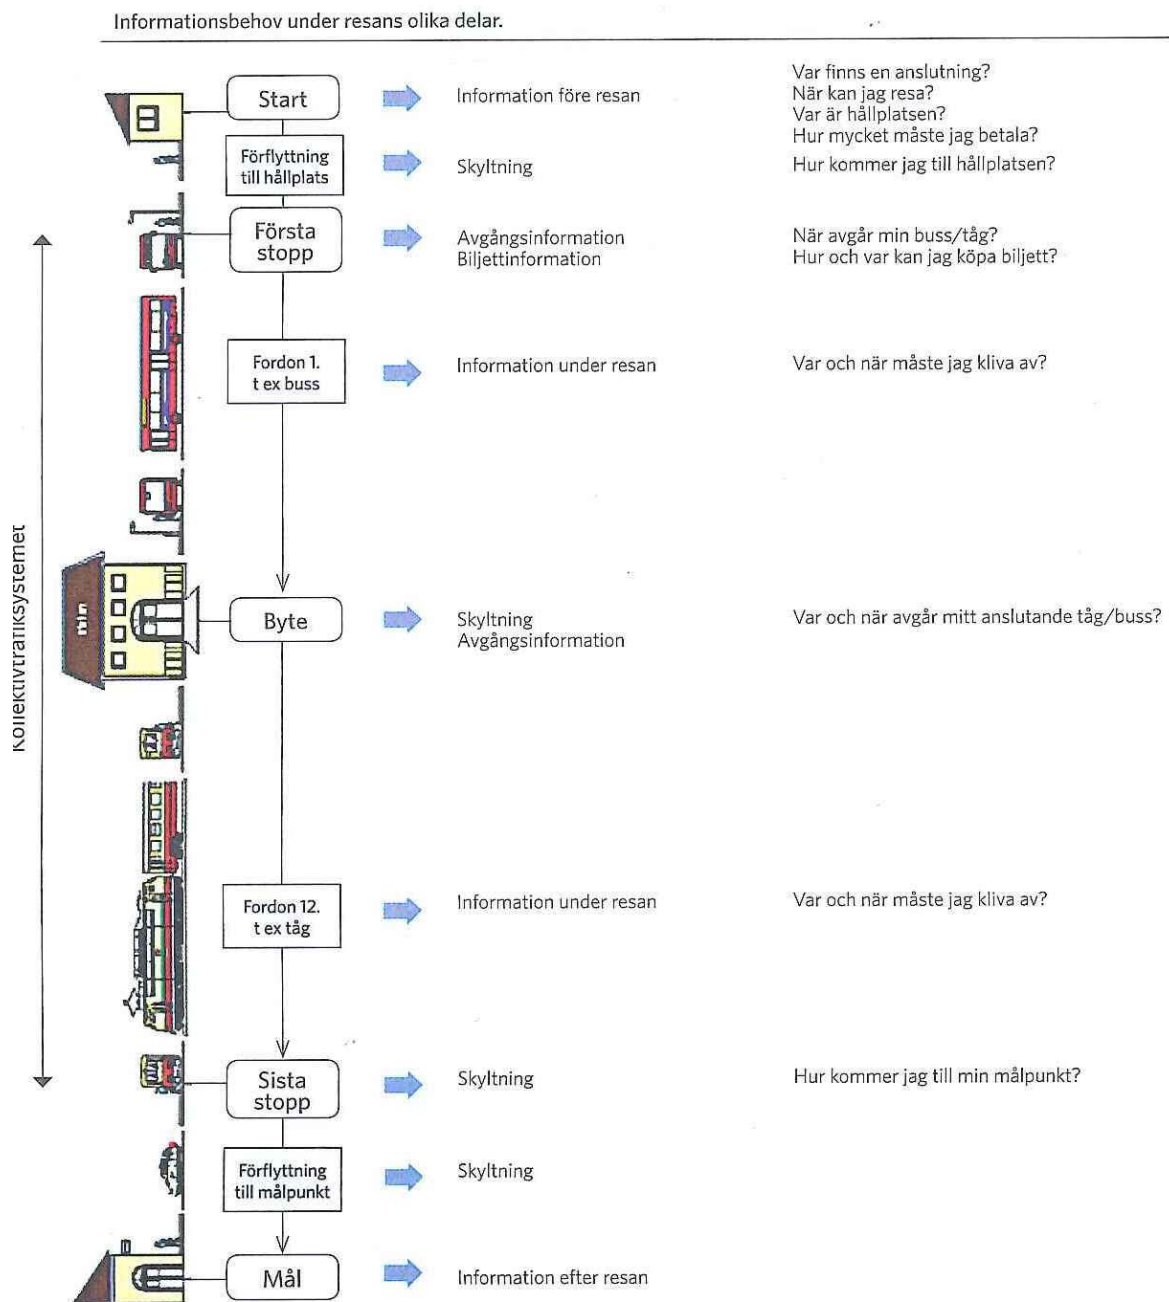 Informationsbehov under resans olika delar.
Start
Information före resan
Var finns en anslutning?
När kan jag resa?
Var är hållplatsen?
Hur mycket måste jag betala?
Förflyttning
till hållplats
Skyltning
Hur kommer jag till hållplatsen?
Första
stopp
Avgångsinformation
Biljettinformation
När avgår min buss/tåg?
Hur och var kan jag köpa biljett?
Fordon 1.
t ex buss
Information under resan
Var och när måste jag kliva av?
Kollektivtrafiksystemet
Byte
Skyltning
Avgångsinformation
Var och när avgår mitt anslutande tåg/buss?
Fordon 12.
t ex tåg
Information under resan
Var och när måste jag kliva av?
Sista
stopp
Skyltning
Hur kommer jag till min målpunkt?
Förflyttning
till målpunkt
Skyltning
Mål
Information efter resan